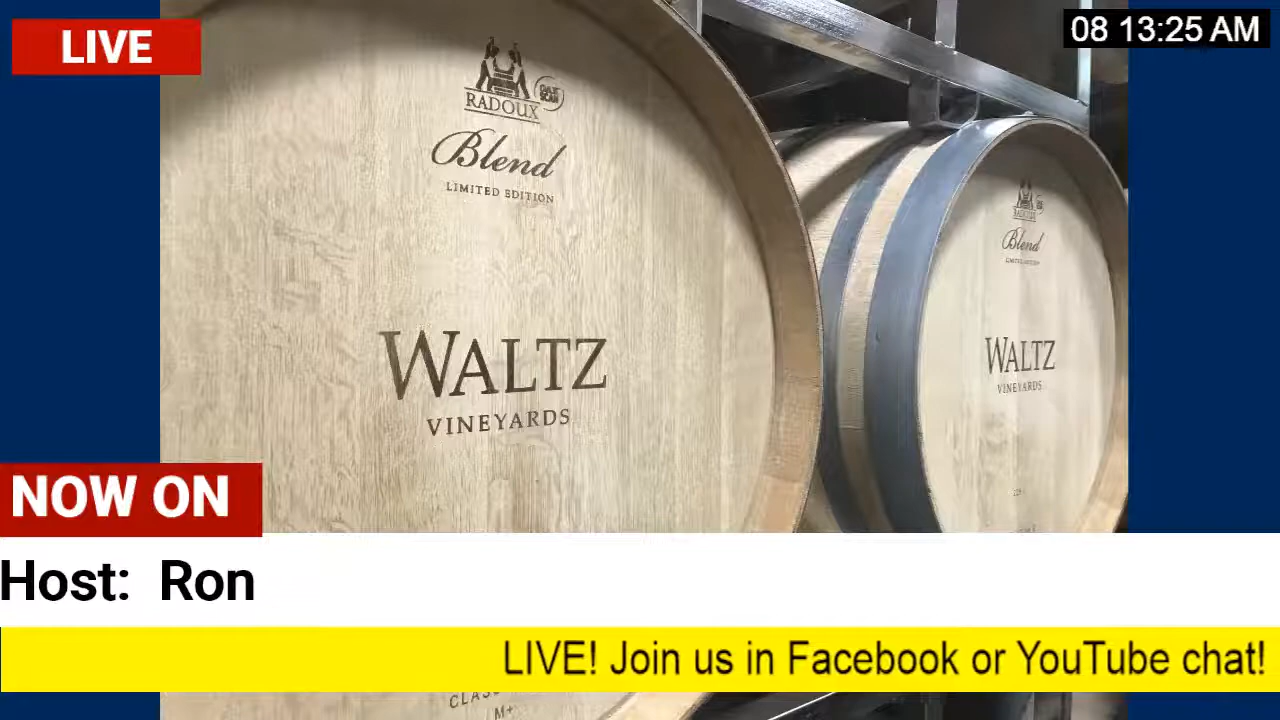 LIVE
08 13:25 AM
RADOUX
Blend
LIMITED EDITION
WALTZ
VINEYARDS
RADOUX
Blend
LIMITED EDITION
WALTZ
VINEYARDS
NOW ON
Host: Ron
LIVE! Join us in Facebook or YouTube chat!
M+